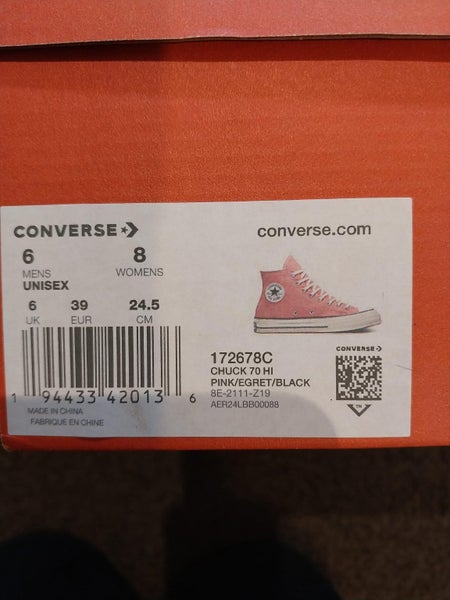 CONVERSE
converse.com
6 8
MENS WOMENS
UNISEX
6 39 24.5
UK EUR CM
172678C
CHUCK 70 HI
PINK/EGRET/BLACK
8E-2111-Z19
AER24LBB00088
CONVERSE
TM
1 94433 42013 6
MADE IN CHINA
FABRIQUE EN CHINE